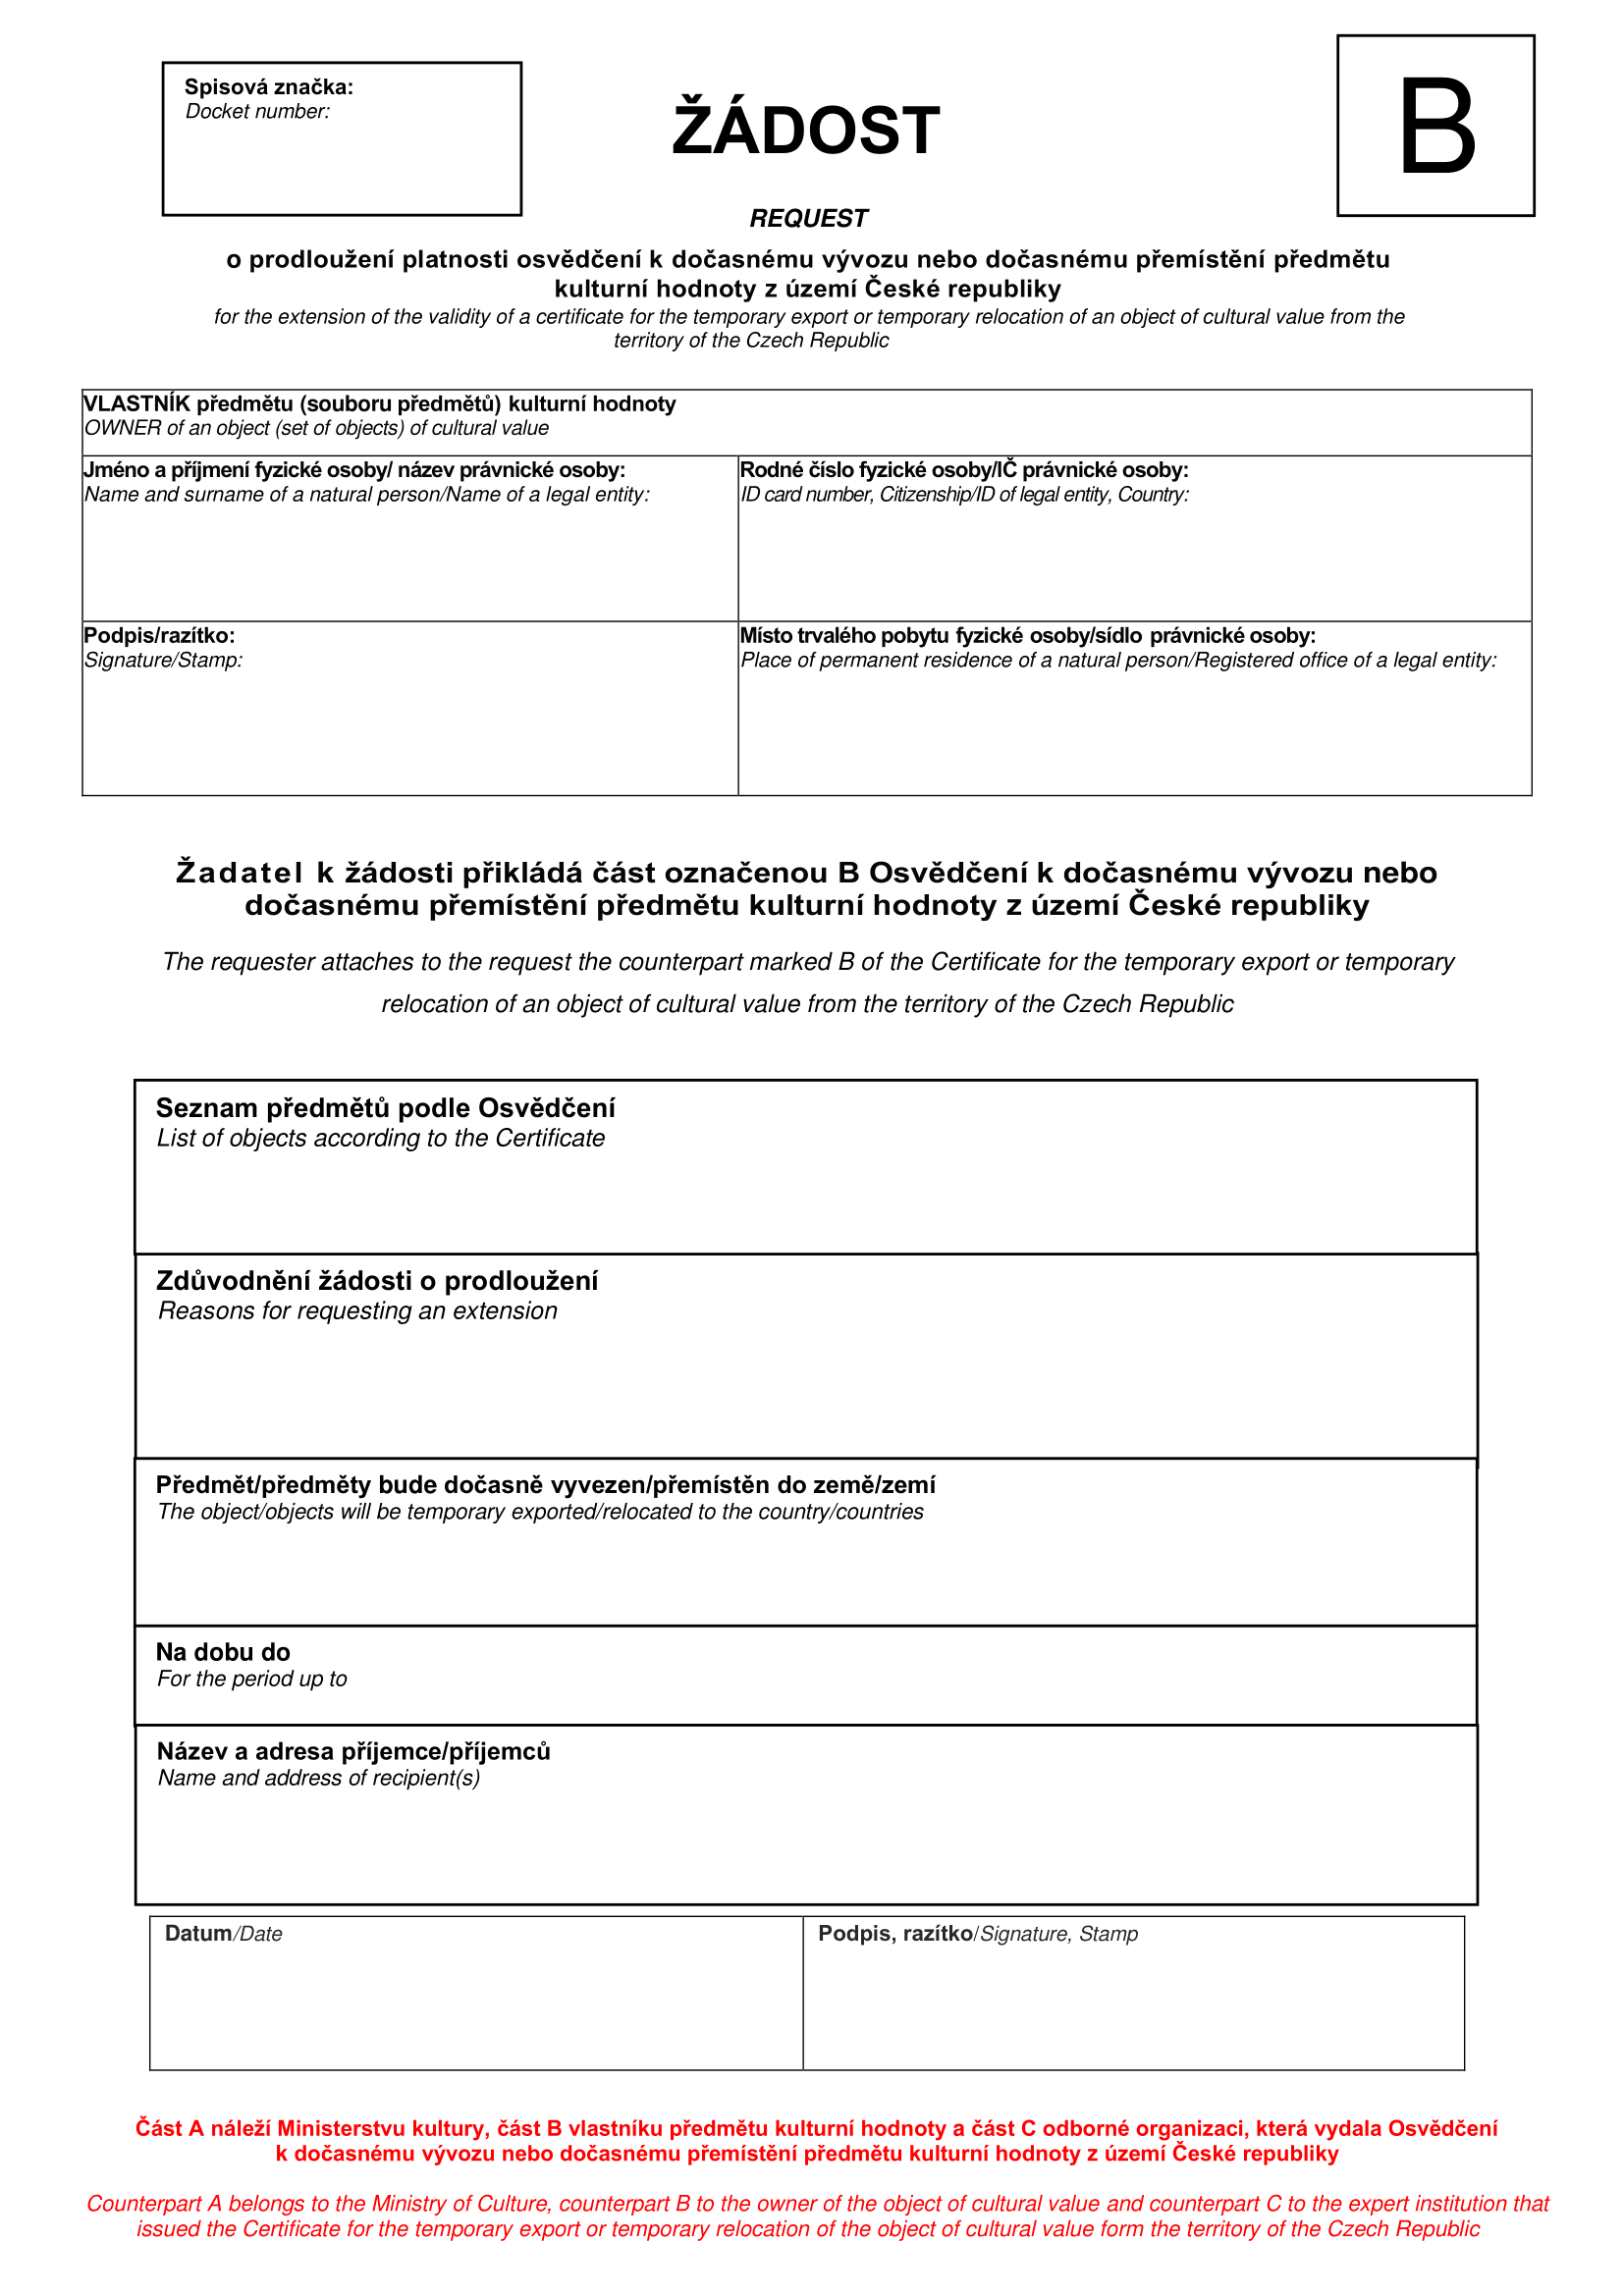 Spisová značka:
Docket number:
ŽÁDOST
B
REQUEST
o prodloužení platnosti osvědčení k dočasnému vývozu nebo dočasnému přemístění předmětu
kulturní hodnoty z území České republiky
for the extension of the validity of a certificate for the temporary export or temporary relocation of an object of cultural value from the
territory of the Czech Republic
VLASTNÍK předmětu (souboru předmětů) kulturní hodnoty
OWNER of an object (set of objects) of cultural value
Jméno a příjmení fyzické osoby/ název právnické osoby:
Name and surname of a natural person/Name of a legal entity:
Rodné číslo fyzické osoby/IČ právnické osoby:
ID card number, Citizenship/ID of legal entity, Country:
Podpis/razítko:
Signature/Stamp:
Místo trvalého pobytu fyzické osoby/sídlo právnické osoby:
Place of permanent residence of a natural person/Registered office of a legal entity:
Žadatel k žádosti přikládá část označenou B Osvědčení k dočasnému vývozu nebo
dočasnému přemístění předmětu kulturní hodnoty z území České republiky
The requester attaches to the request the counterpart marked B of the Certificate for the temporary export or temporary
relocation of an object of cultural value from the territory of the Czech Republic
Seznam předmětů podle Osvědčení
List of objects according to the Certificate
Zdůvodnění žádosti o prodloužení
Reasons for requesting an extension
Předmět/předměty bude dočasně vyvezen/přemístěn do země/zemí
The object/objects will be temporary exported/relocated to the country/countries
Na dobu do
For the period up to
Název a adresa příjemce/příjemců
Name and address of recipient(s)
Datum/Date
Podpis, razítko/Signature, Stamp
Část A náleží Ministerstvu kultury, část B vlastníku předmětu kulturní hodnoty a část C odborné organizaci, která vydala Osvědčení
k dočasnému vývozu nebo dočasnému přemístění předmětu kulturní hodnoty z území České republiky
Counterpart A belongs to the Ministry of Culture, counterpart B to the owner of the object of cultural value and counterpart C to the expert institution that
issued the Certificate for the temporary export or temporary relocation of the object of cultural value form the territory of the Czech Republic